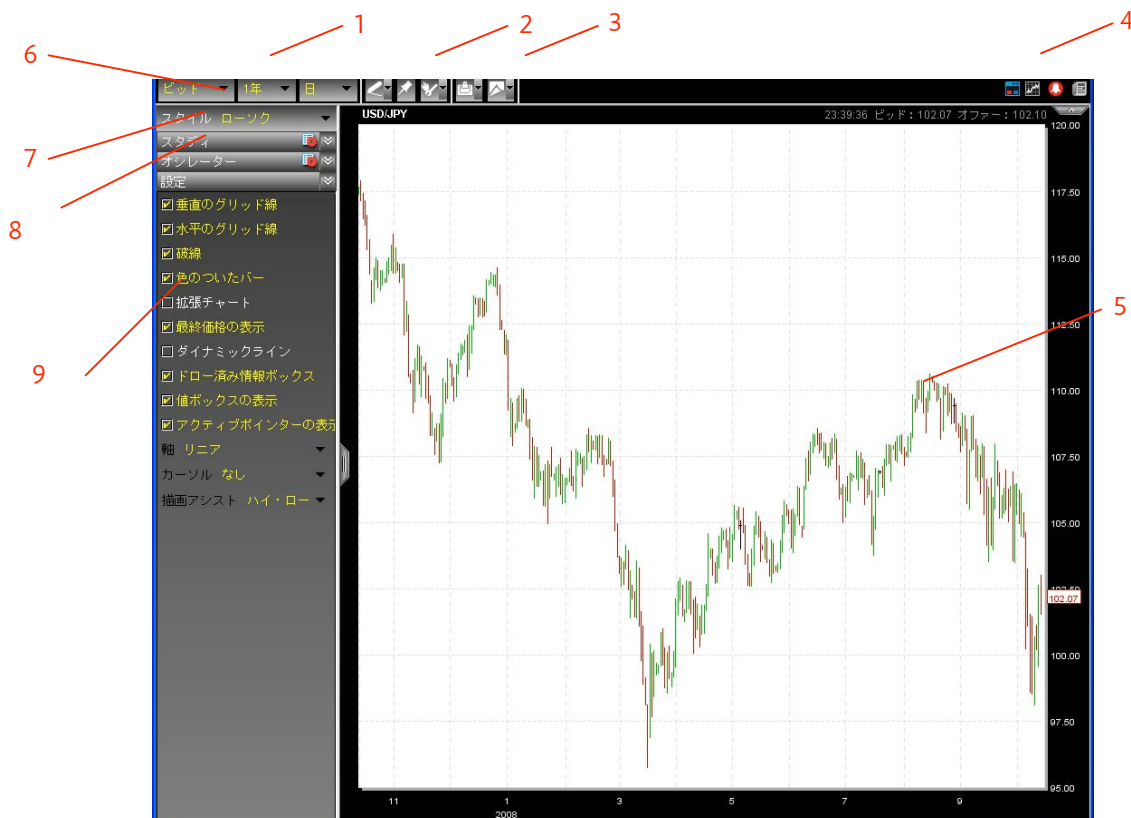 1
2
3
4
6
ビッド 1年 日
7
スタイル ローソク
USD/JPY
23:39:36 ビッド：102.07 オファー：102.10
120.00
スタディ
オシレーター
設定
8
垂直のグリッド線
117.50
水平のグリッド線
破線
115.00
色のついたバー
拡張チャート
5
最終価格の表示
112.50
ダイナミックライン
9
ドロー済み情報ボックス
110.00
値ボックスの表示
アクティブポインターの表示
軸 リニア
107.50
カーソル なし
描画アシスト ハイ・ロー
105.00
102.50
102.07
100.00
97.50
95.00
11 1 3 5 7 9
2008